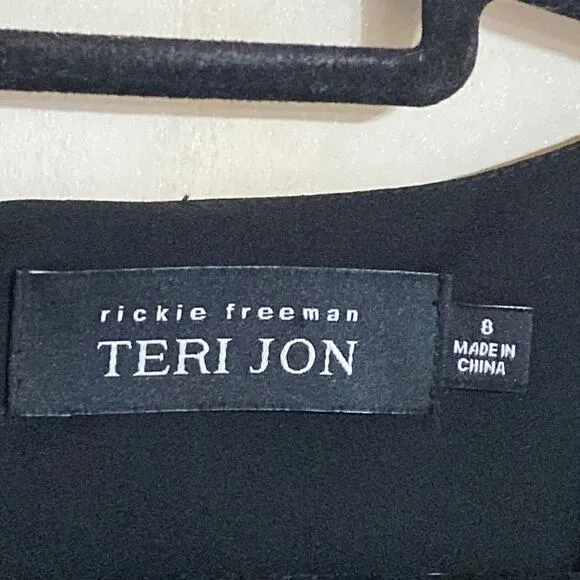 rickie freeman
TERI JON
8
MADE IN
CHINA